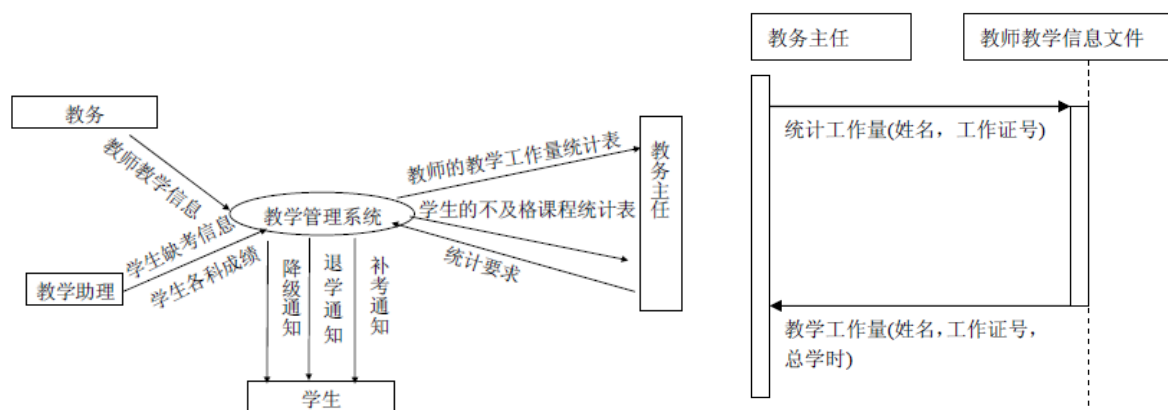 教务
教师教学信息
学生缺考信息
学生各科成绩
教学助理
教学管理系统
教师的教学工作量统计表
学生的不及格课程统计表
统计要求
教务主任
降级通知
退学通知
补考通知
学生
教务主任
教师教学信息文件
统计工作量(姓名，工作证号)
教学工作量(姓名,工作证号,
总学时)